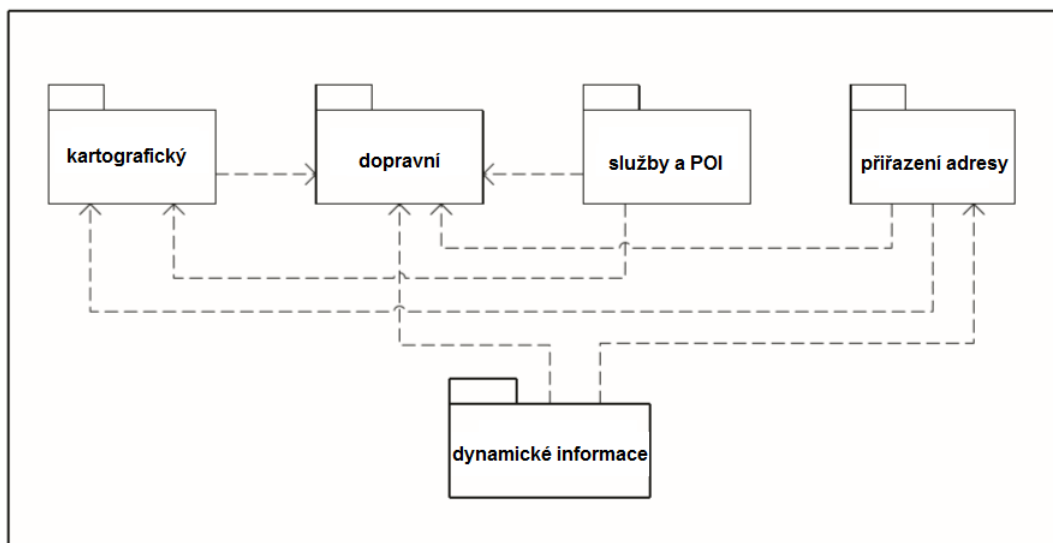 kartografický
dopravní
služby a POI
přiřazení adresy
dynamické informace